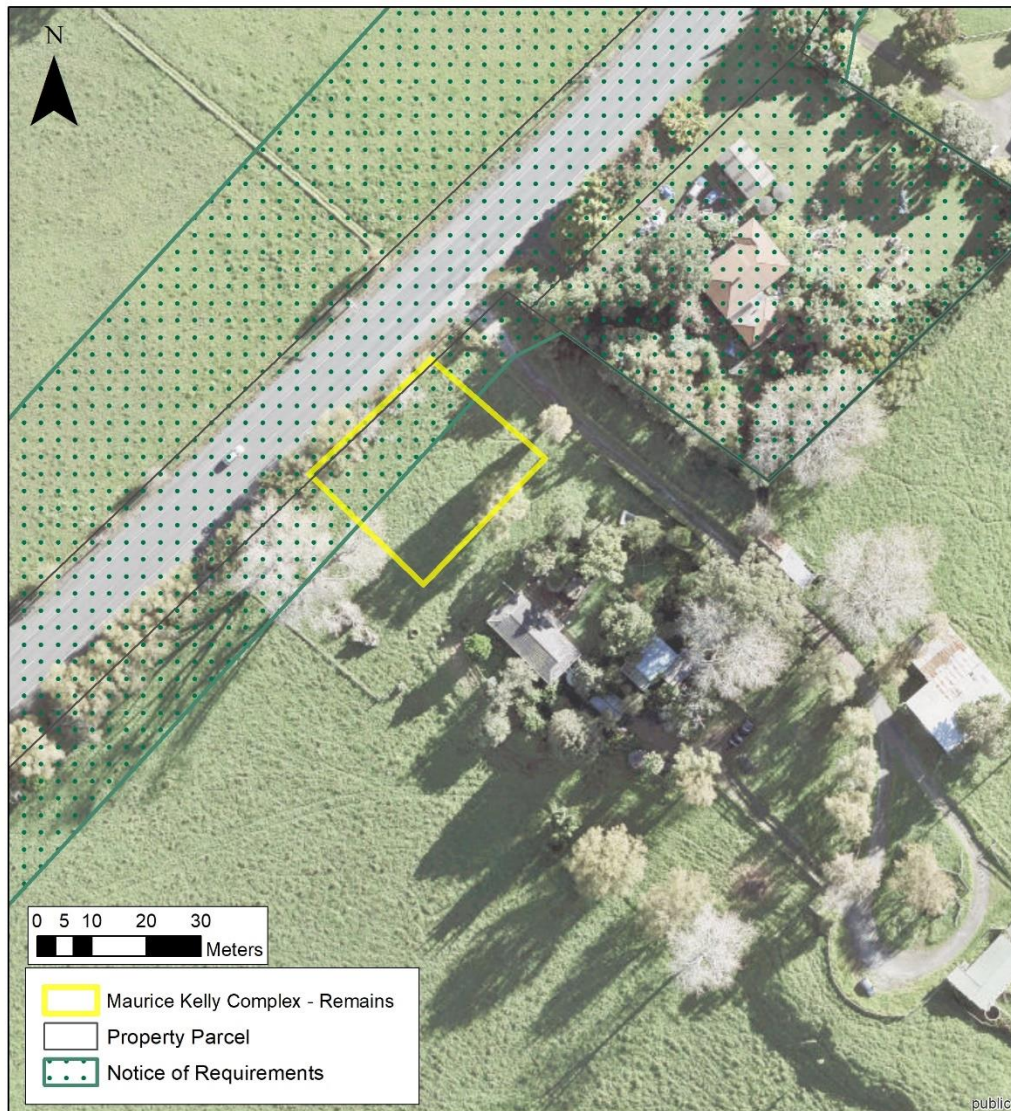 N
0 5 10 20 30
Meters
Maurice Kelly Complex - Remains
Property Parcel
Notice of Requirements
public